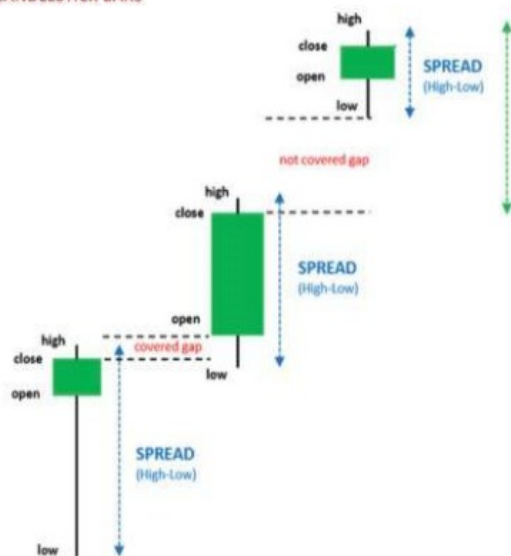 high
close
open
low
SPREAD
(High-Low)
not covered gap
high
close
open
low
SPREAD
(High-Low)
covered gap
high
close
open
low
SPREAD
(High-Low)